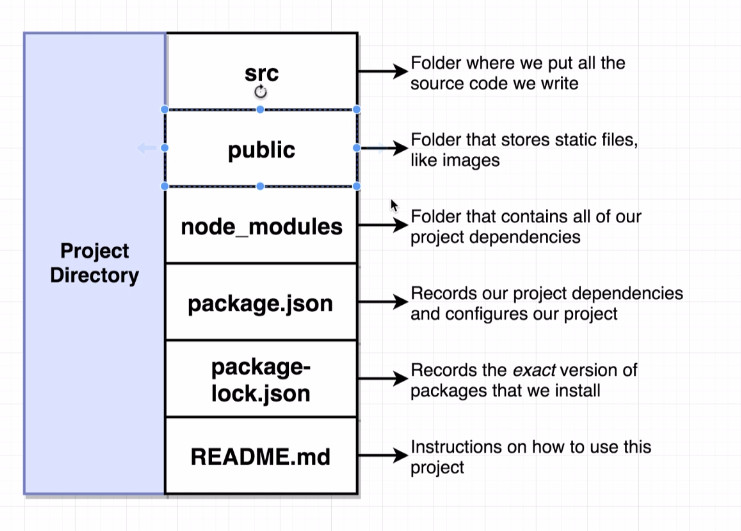 src
Folder where we put all the
source code we write
public
Folder that stores static files,
like images
Project
Directory
node_modules
Folder that contains all of our
project dependencies
package.json
Records our project dependencies
and configures our project
package-
lock.json
Records the exact version of
packages that we install
README.md
Instructions on how to use this
project